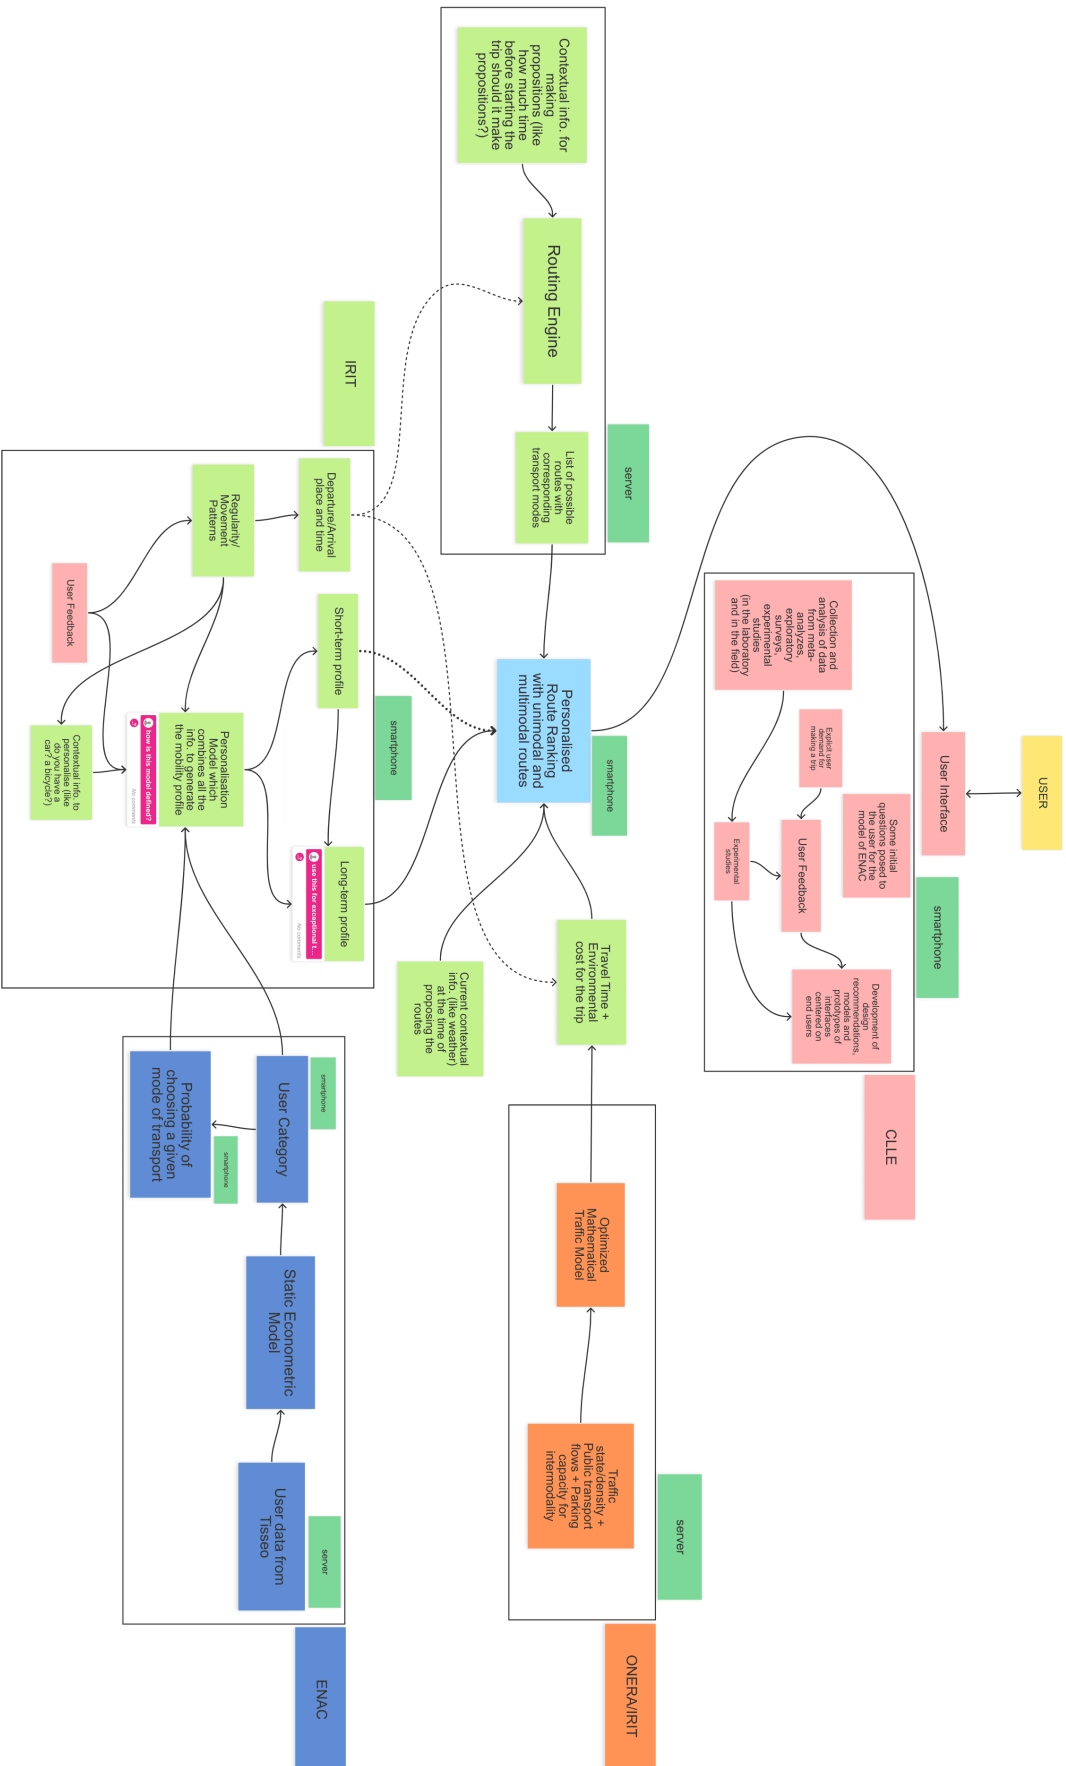 USER
User Interface
smartphone
Some initial
questions posed to
the user for the
model of ENAC
Collection and
analysis of data
from meta-
analyzes,
exploratory
surveys,
experimental
studies
(in the laboratory
and in the field)
Explicit user
demand for
making a trip
User Feedback
Experimental
studies
Development of
design
recommendations,
models and
prototypes of
interfaces
centered on
end users
CLLE
Contextual info. for
making
propositions (like
how much time
before starting the
trip should it make
propositions?)
Routing Engine
List of possible
routes with
corresponding
transport modes
server
Personalised
Route Ranking
with unimodal and
multimodal routes
smartphone
Travel Time +
Environmental
cost for the trip
Current contextual
info. (like weather)
at the time of
proposing the
routes
Optimized
Mathematical
Traffic Model
Traffic
state/density +
Public transport
flows + Parking
capacity for
intermodality
server
ONERA/IRIT
IRIT
Departure/Arrival
place and time
Regularity/
Movement
Patterns
User Feedback
Short-term profile
smartphone
Long-term profile
use this for exceptional t...
No comments
Personalisation
Model which
combines all the
info. to generate
the mobility profile
how is this model defined?
No comments
Contextual info. to
personalise (like
do you have a
car? a bicycle?)
smartphone
User Category
Probability of
choosing a given
mode of transport
smartphone
Static Econometric
Model
User data from
Tisseo
server
ENAC